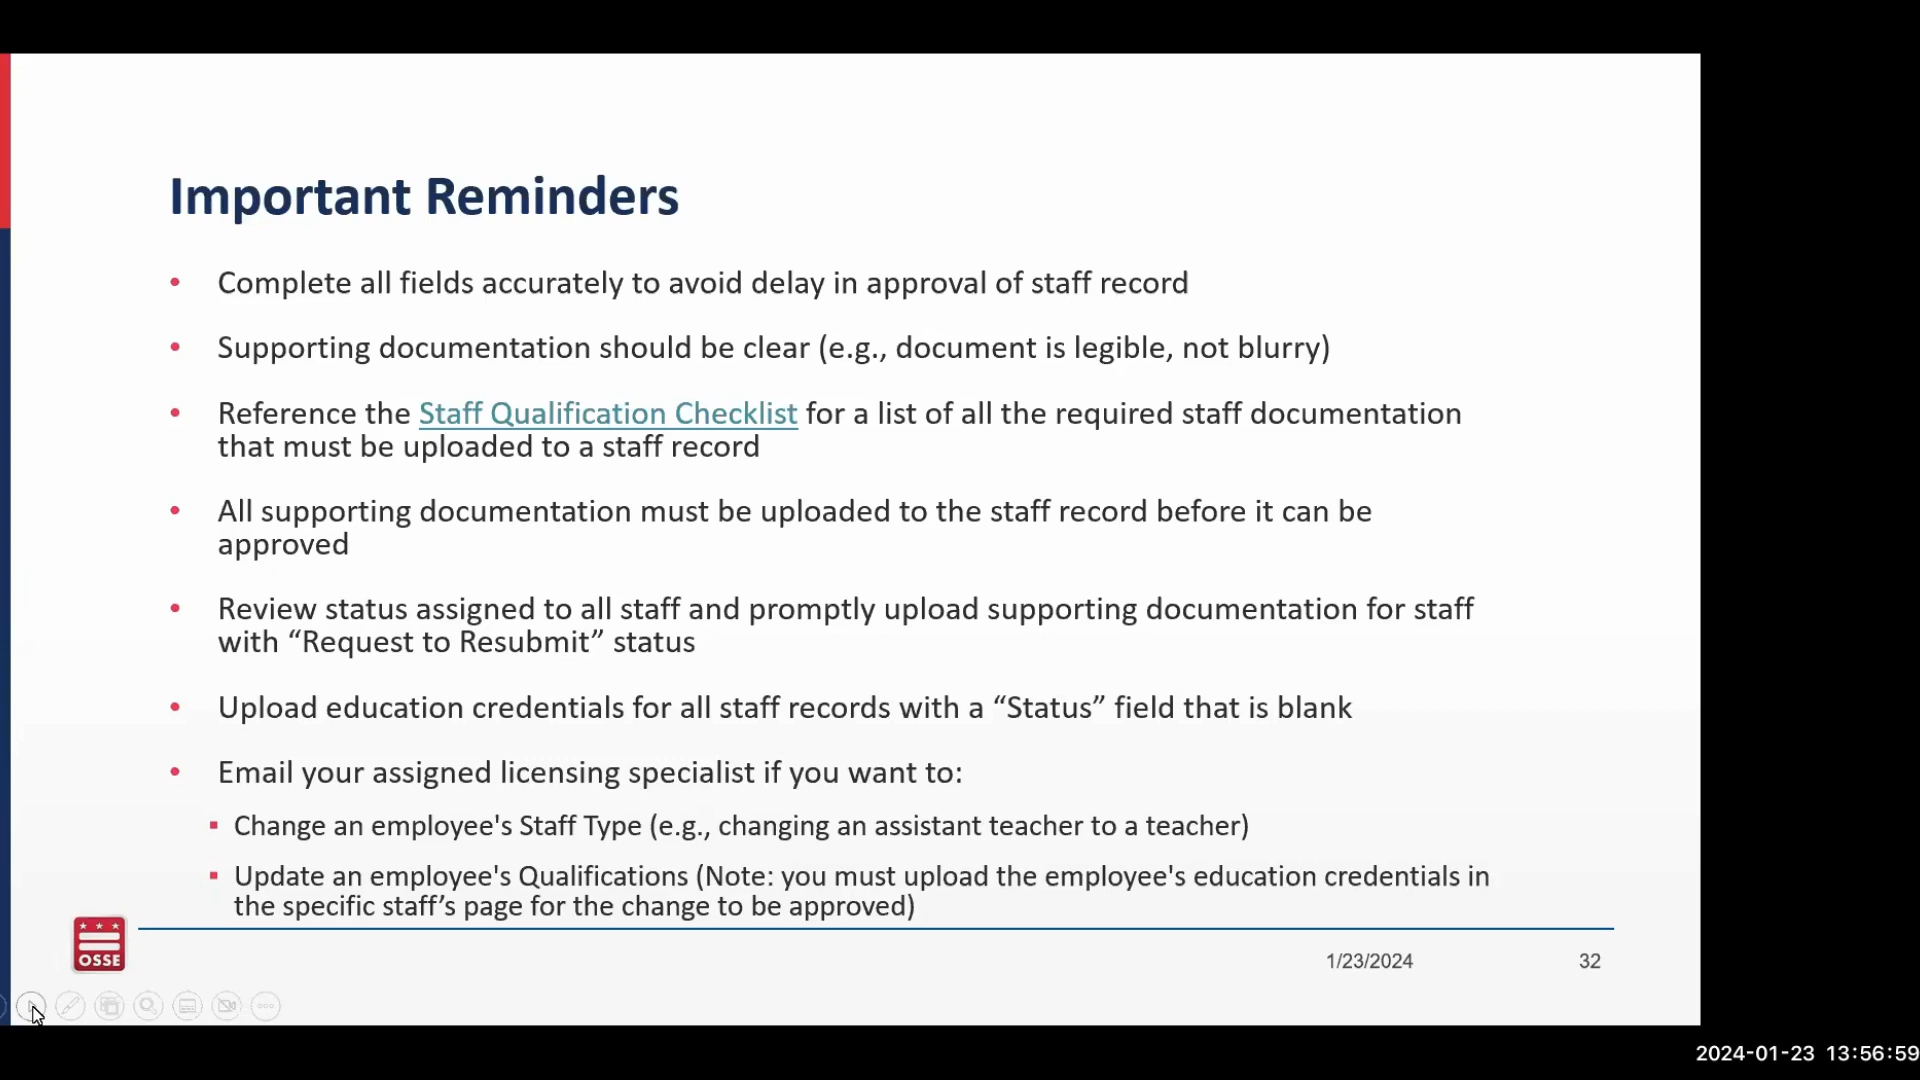 Important Reminders
• Complete all fields accurately to avoid delay in approval of staff record
• Supporting documentation should be clear (e.g., document is legible, not blurry)
• Reference the Staff Qualification Checklist for a list of all the required staff documentation
that must be uploaded to a staff record
• All supporting documentation must be uploaded to the staff record before it can be
approved
• Review status assigned to all staff and promptly upload supporting documentation for staff
with “Request to Resubmit” status
• Upload education credentials for all staff records with a “Status” field that is blank
• Email your assigned licensing specialist if you want to:
▪ Change an employee's Staff Type (e.g., changing an assistant teacher to a teacher)
▪ Update an employee's Qualifications (Note: you must upload the employee's education credentials in
the specific staff’s page for the change to be approved)
OSSE
1/23/2024
32
2024-01-23 13:56:59